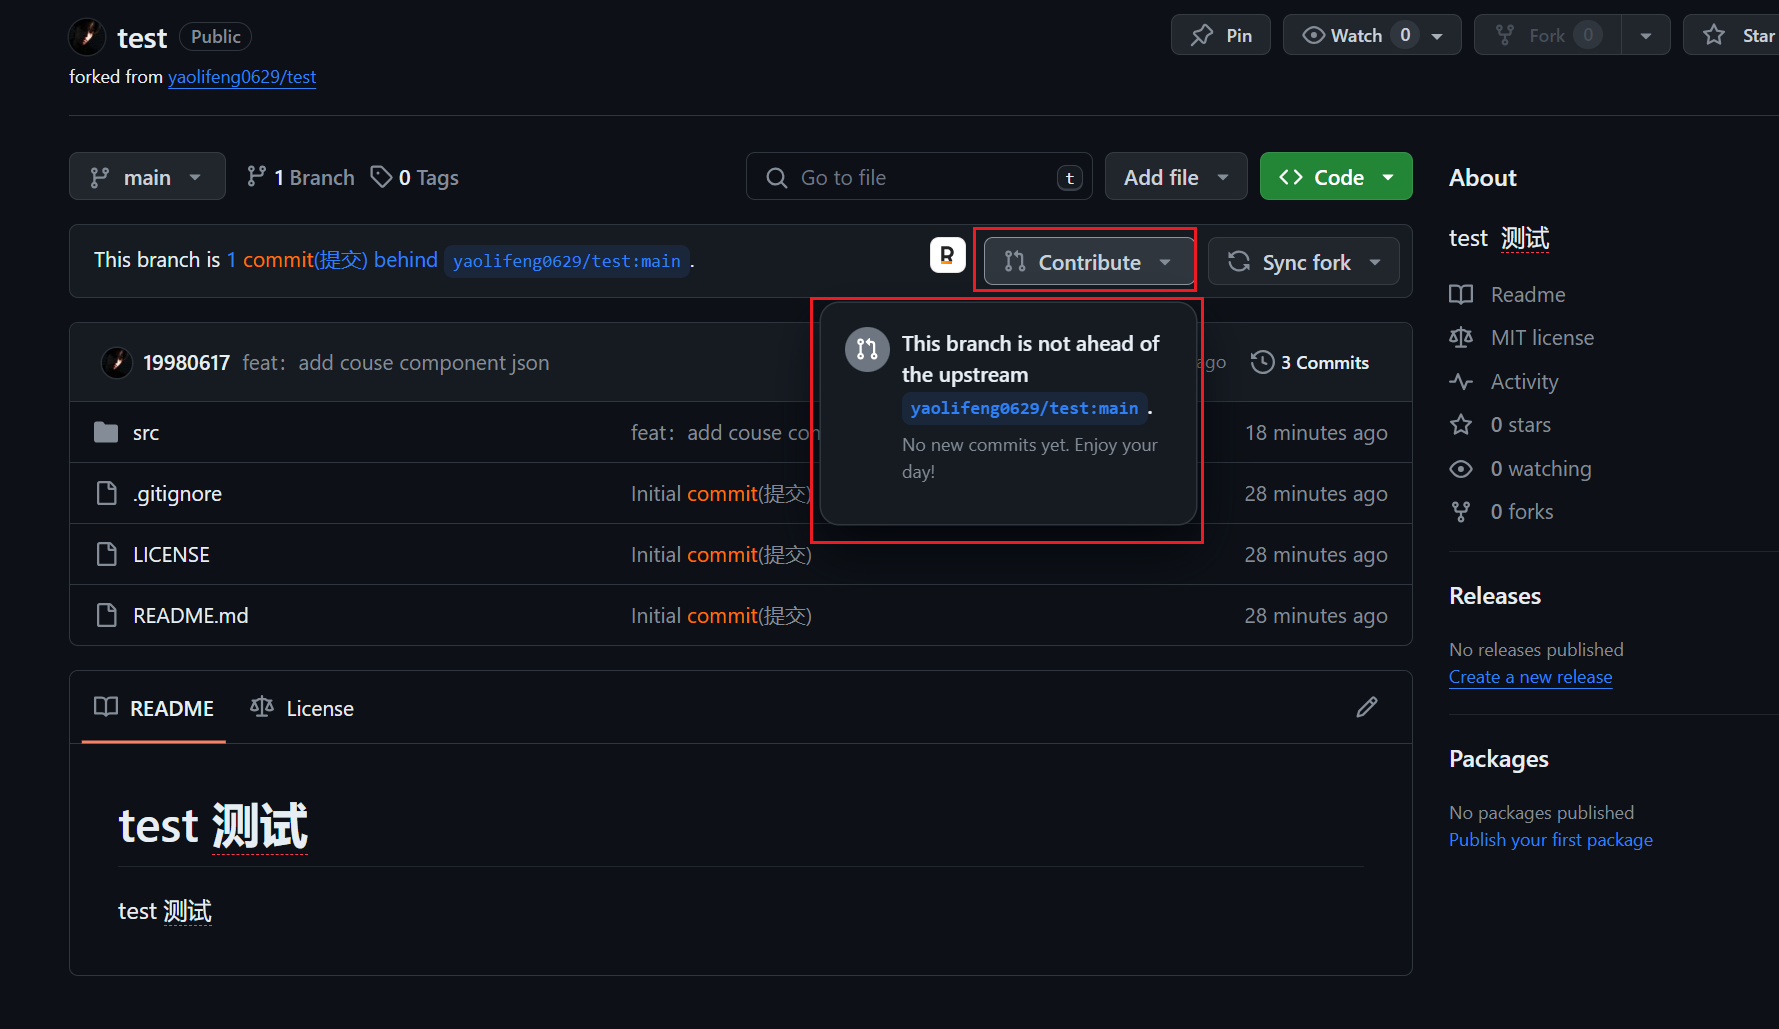 test Public
Pin
Watch 0
Fork 0
Star
forked from yaolifeng0629/test
main
1 Branch
0 Tags
Go to file t
Add file
Code
This branch is 1 commit(提交) behind yaolifeng0629/test:main .
R
Contribute
Sync fork
This branch is not ahead of
the upstream
yaolifeng0629/test:main .
No new commits yet. Enjoy your
day!
19980617 feat: add couse component json
ago
3 Commits
src feat: add couse con 18 minutes ago
.gitignore Initial commit(提交) 28 minutes ago
LICENSE Initial commit(提交) 28 minutes ago
README.md Initial commit(提交) 28 minutes ago
README
License
test 测试
test 测试
About
test 测试
Readme
MIT license
Activity
0 stars
0 watching
0 forks
Releases
No releases published
Create a new release
Packages
No packages published
Publish your first package